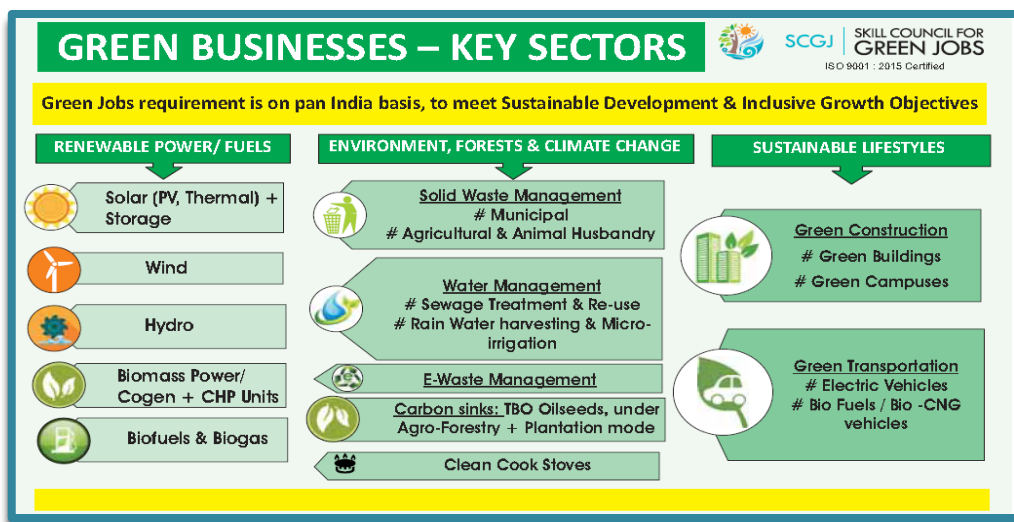 GREEN BUSINESSES – KEY SECTORS
SCGJ
SKILL COUNCIL FOR
GREEN JOBS
ISO 9001 : 2015 Certified
Green Jobs requirement is on pan India basis, to meet Sustainable Development & Inclusive Growth Objectives
RENEWABLE POWER/ FUELS
Solar (PV, Thermal) +
Storage
Wind
Hydro
Biomass Power/
Cogen + CHP Units
Biofuels & Biogas
ENVIRONMENT, FORESTS & CLIMATE CHANGE
Solid Waste Management
# Municipal
# Agricultural & Animal Husbandry
Water Management
# Sewage Treatment & Re-use
# Rain Water harvesting & Micro-
irrigation
E-Waste Management
Carbon sinks: TBO Oilseeds, under
Agro-Forestry + Plantation mode
Clean Cook Stoves
SUSTAINABLE LIFESTYLES
Green Construction
# Green Buildings
# Green Campuses
Green Transportation
# Electric Vehicles
# Bio Fuels / Bio -CNG
vehicles